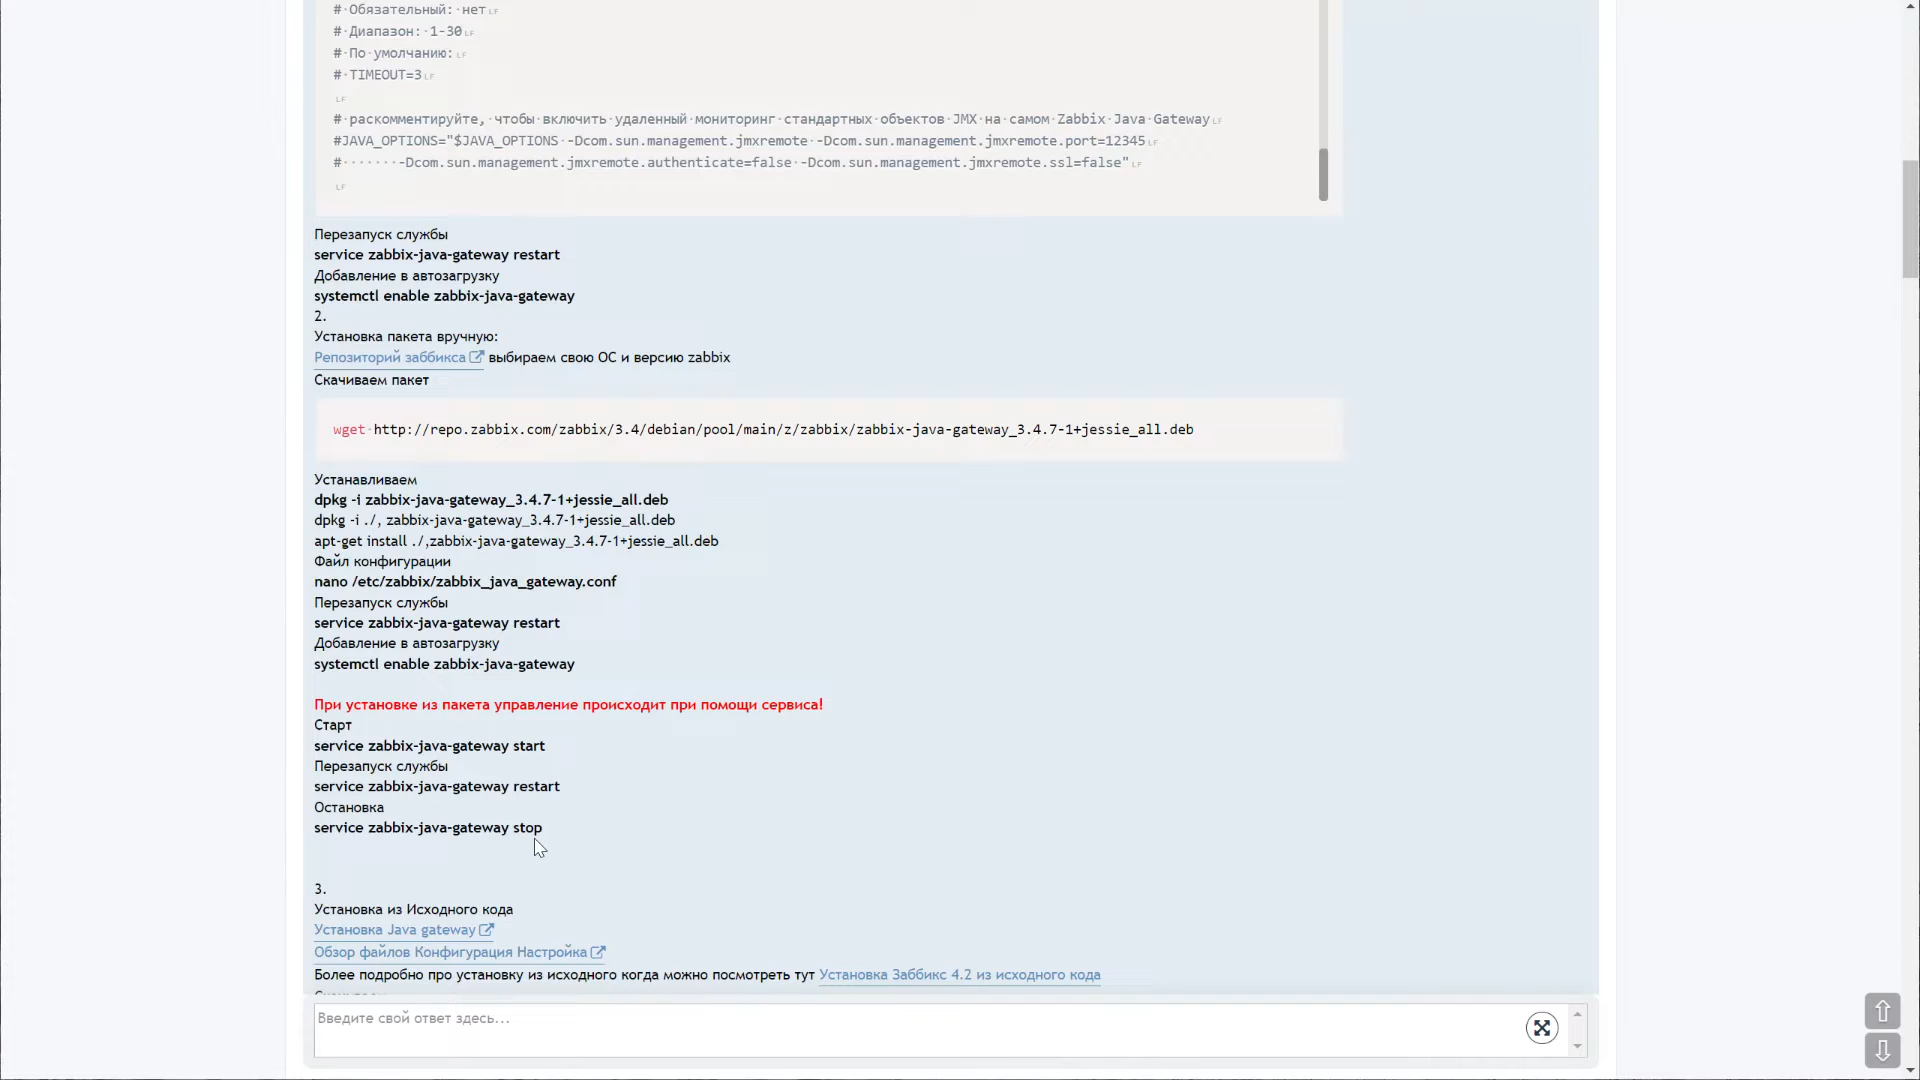 # Обязательный: нет
# Диапазон: 1-30
# По умолчанию:
# TIMEOUT=3
# раскомментируйте, чтобы включить удаленный мониторинг стандартных объектов JMX на самом Zabbix Java Gateway
#JAVA_OPTIONS="$JAVA_OPTIONS -Dcom.sun.management.jmxremote -Dcom.sun.management.jmxremote.port=12345
#       -Dcom.sun.management.jmxremote.authenticate=false -Dcom.sun.management.jmxremote.ssl=false"
Перезапуск службы
service zabbix-java-gateway restart
Добавление в автозагрузку
systemctl enable zabbix-java-gateway
2.
Установка пакета вручную:
Репозиторий заббикса выбираем свою ОС и версию zabbix
Скачиваем пакет
wget http://repo.zabbix.com/zabbix/3.4/debian/pool/main/z/zabbix/zabbix-java-gateway_3.4.7-1+jessie_all.deb
Устанавливаем
dpkg -i zabbix-java-gateway_3.4.7-1+jessie_all.deb
dpkg -i ./, zabbix-java-gateway_3.4.7-1+jessie_all.deb
apt-get install ./,zabbix-java-gateway_3.4.7-1+jessie_all.deb
Файл конфигурации
nano /etc/zabbix/zabbix_java_gateway.conf
Перезапуск службы
service zabbix-java-gateway restart
Добавление в автозагрузку
systemctl enable zabbix-java-gateway
При установке из пакета управление происходит при помощи сервиса!
Старт
service zabbix-java-gateway start
Перезапуск службы
service zabbix-java-gateway restart
Остановка
service zabbix-java-gateway stop
3.
Установка из Исходного кода
Установка Java gateway
Обзор файлов Конфигурация Настройка
Более подробно про установку из исходного когда можно посмотреть тут Установка Заббикс 4.2 из исходного кода
Введите свой ответ здесь...